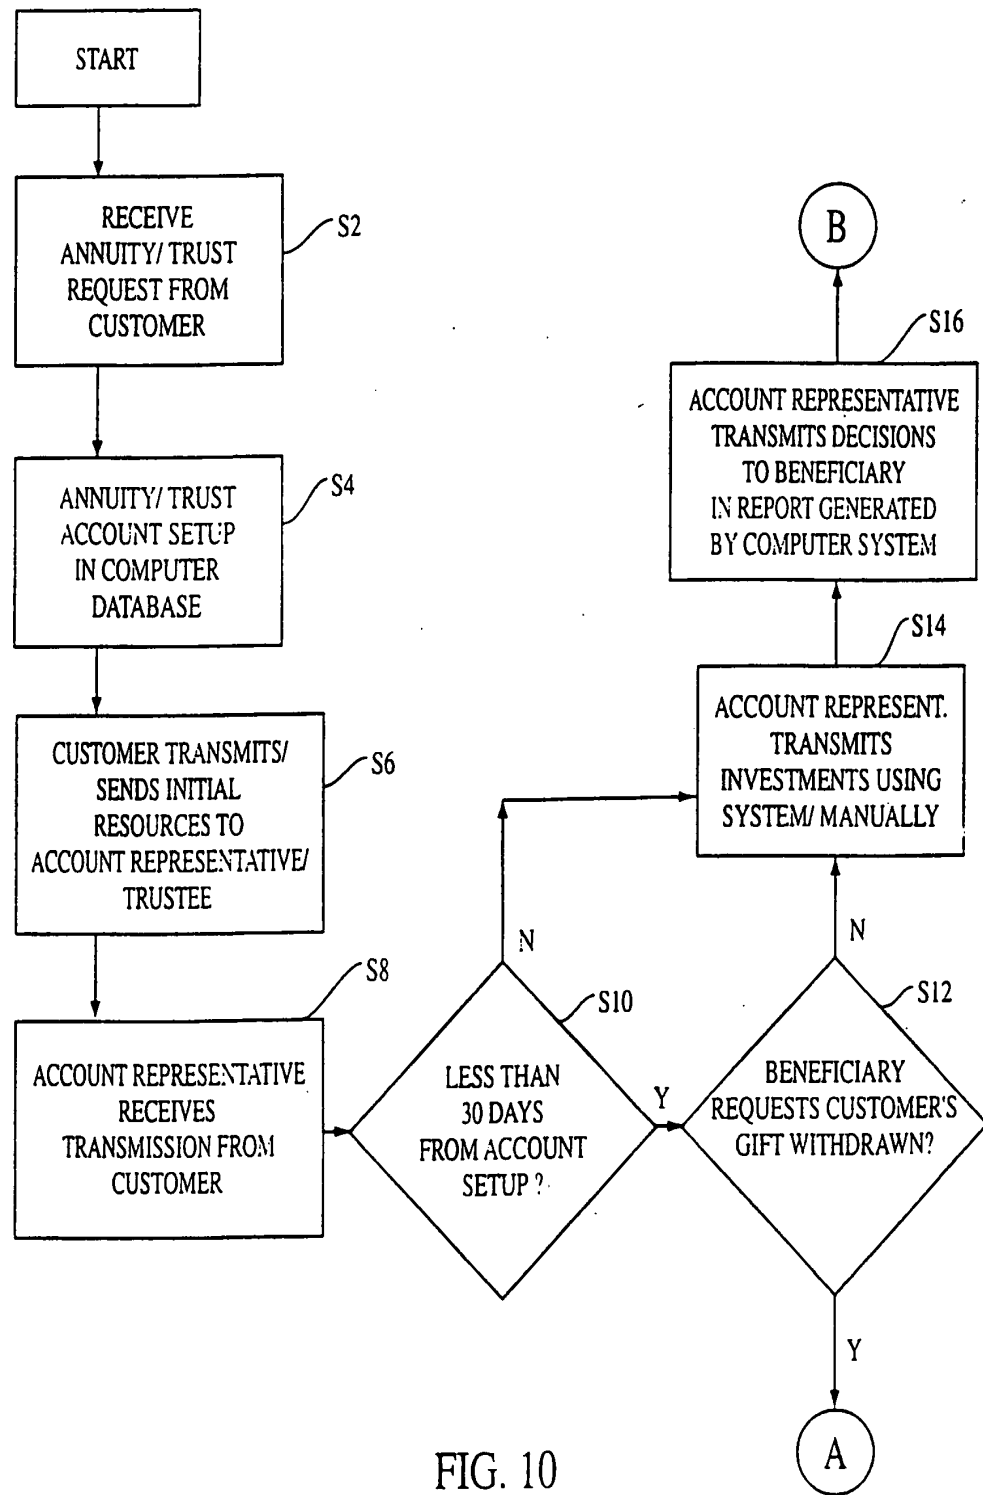 START
RECEIVE
ANNUITY/ TRUST
REQUEST FROM
CUSTOMER
S2
ANNUITY/ TRUST
ACCOUNT SETUP
IN COMPUTER
DATABASE
S4
CUSTOMER TRANSMITS/
SENDS INITIAL
RESOURCES TO
ACCOUNT REPRESENTATIVE/
TRUSTEE
S6
ACCOUNT REPRESENTATIVE
RECEIVES
TRANSMISSION FROM
CUSTOMER
S8
LESS THAN
30 DAYS
FROM ACCOUNT
SETUP ?
S10
N
Y
BENEFICIARY
REQUESTS CUSTOMER'S
GIFT WITHDRAWN?
S12
N
Y
A
ACCOUNT REPRESENT.
TRANSMITS
INVESTMENTS USING
SYSTEM/ MANUALLY
S14
ACCOUNT REPRESENTATIVE
TRANSMITS DECISIONS
TO BENEFICIARY
IN REPORT GENERATED
BY COMPUTER SYSTEM
S16
B
FIG. 10